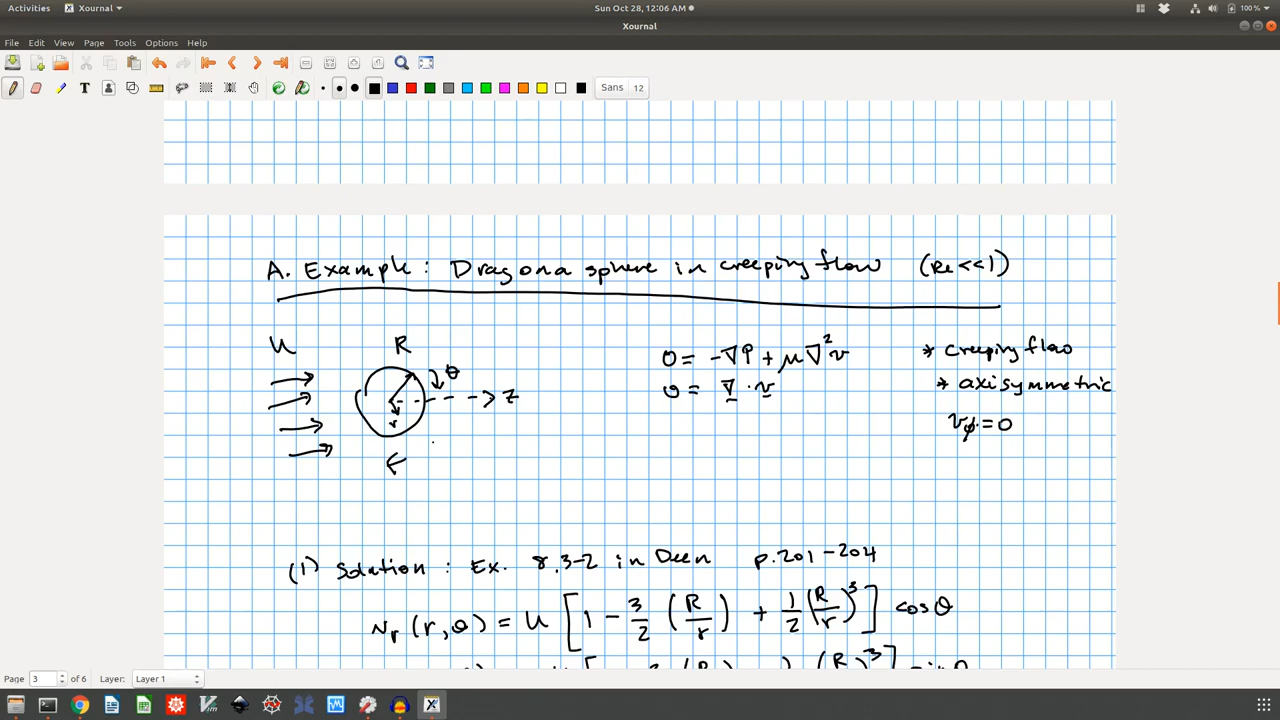 Activities Xournal Sun Oct 28, 12:06 AM 100 %
Xournal
File Edit View Page Tools Options Help
Sans 12
A. Example : Drag on a sphere in creeping flow (Re<<1)
U R θ z r
0 = -∇P + μ∇²v
0 = ∇ · v
* creeping flow
* axisymmetric
vϕ = 0
(1) Solution : Ex. 8.3-2 in Deen p.201-204
vr (r, θ) = U [1 - 3/2 (R/r) + 1/2 (R/r)³] cosθ
Page 3 of 6 Layer: Layer 1